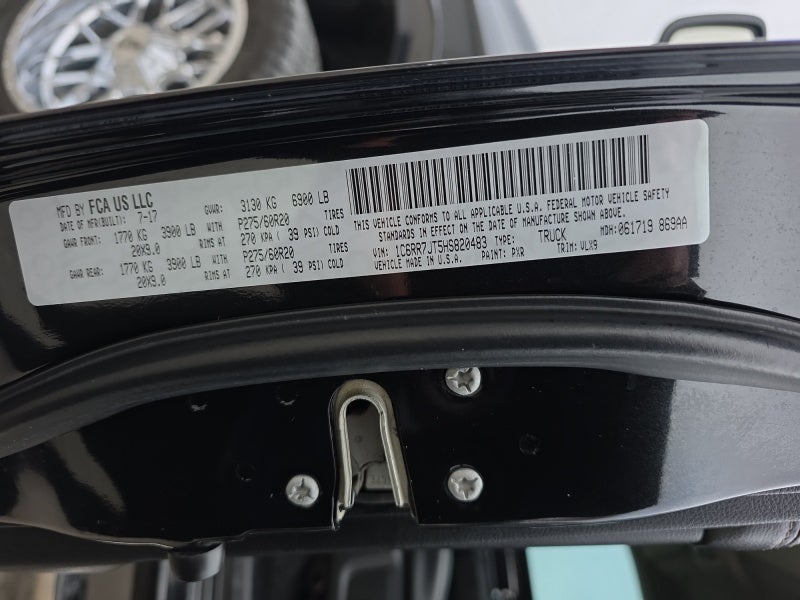 MFD BY FCA US LLC
DATE OF MFR(BUILT): 7-17 GVWR: 3130 KG 6900 LB
GAWR FRONT: 1770 KG 3900 LB WITH P275/60R20 TIRES
20X9.0 RIMS AT 270 KPA ( 39 PSI) COLD
GAWR REAR: 1770 KG 3900 LB WITH P275/60R20 TIRES
20X9.0 RIMS AT 270 KPA ( 39 PSI) COLD
THIS VEHICLE CONFORMS TO ALL APPLICABLE U.S.A. FEDERAL MOTOR VEHICLE SAFETY
STANDARDS IN EFFECT ON THE DATE OF MANUFACTURE SHOWN ABOVE.
VIN: 1C6RR7JT5HS820483 TYPE: TRUCK MDH: 061719 869AA
VEHICLE MADE IN U.S.A. PAINT: PXR TRIM: VLX9